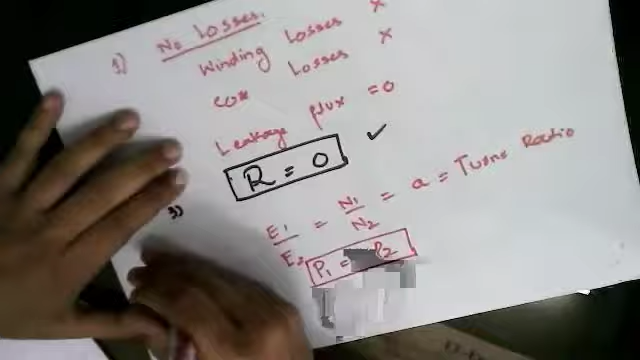 No Losses.
1) Winding Losses x
core Losses x
Leakage flux = 0
R = 0 ✓
3) E1/E2 = N1/N2 = a = Turns Ratio
P1 = P2